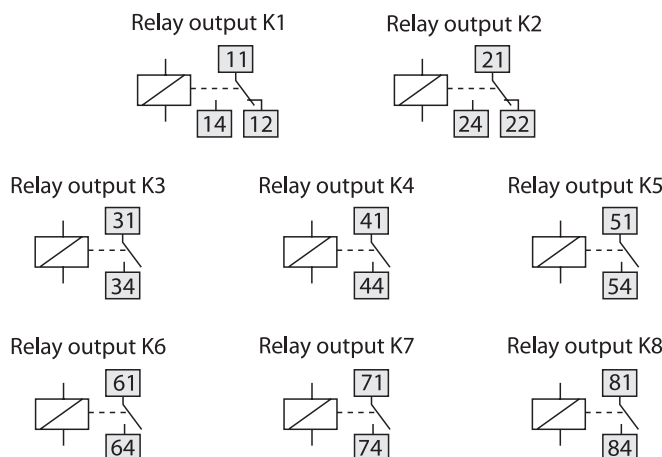 Relay output K1 Relay output K2
11 21
14 12 24 22
Relay output K3 Relay output K4 Relay output K5
31 41 51
34 44 54
Relay output K6 Relay output K7 Relay output K8
61 71 81
64 74 84